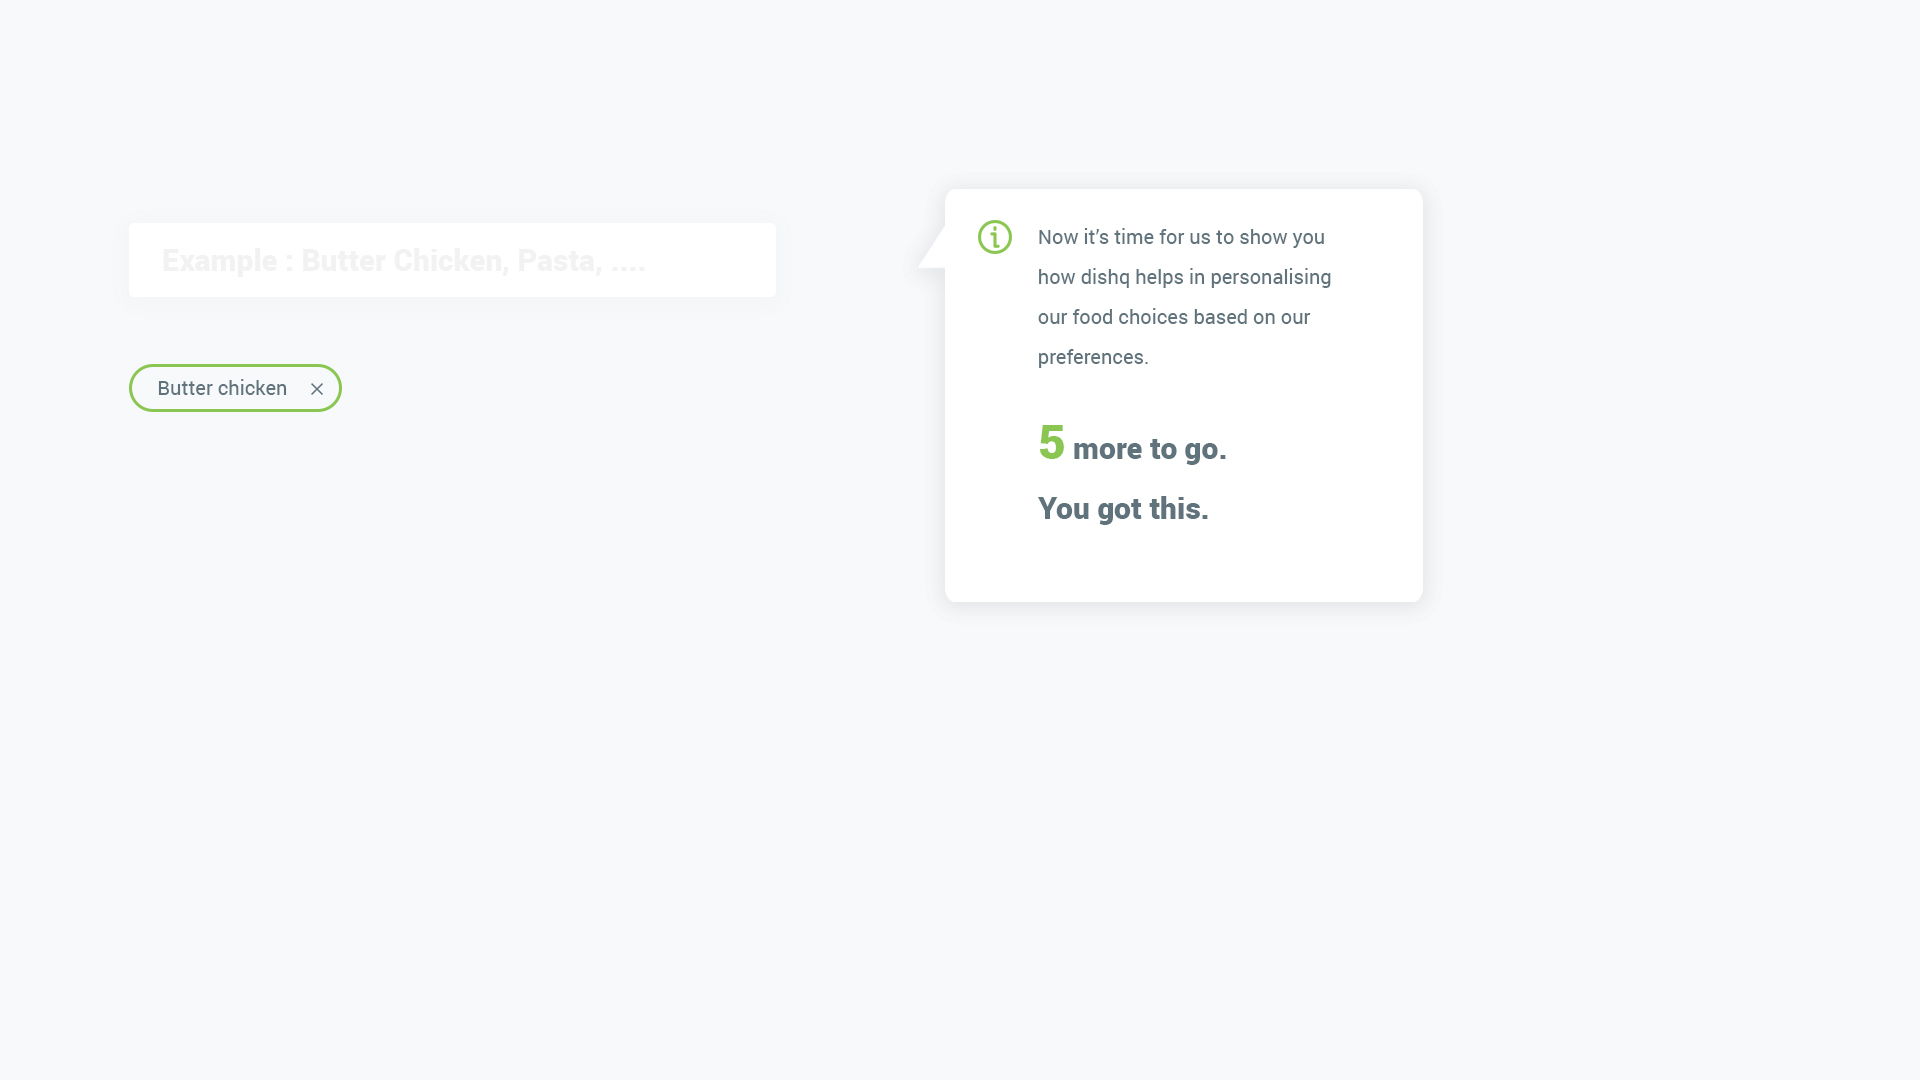 Example : Butter Chicken, Pasta, ....
Butter chicken
Now it’s time for us to show you
how dishq helps in personalising
our food choices based on our
preferences.
5 more to go.
You got this.